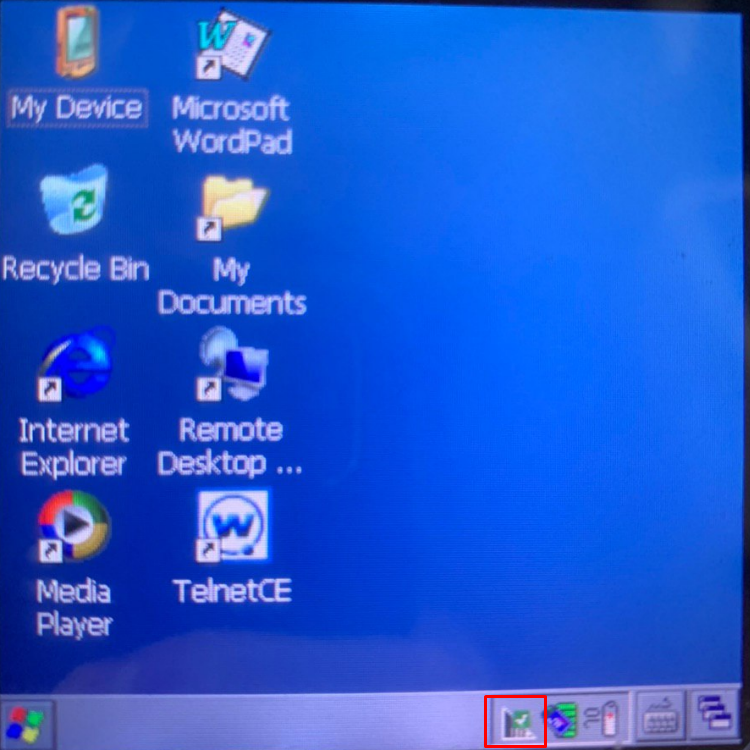 My Device
Microsoft
WordPad
Recycle Bin
My
Documents
Internet
Explorer
Remote
Desktop ...
Media
Player
W
TelnetCE